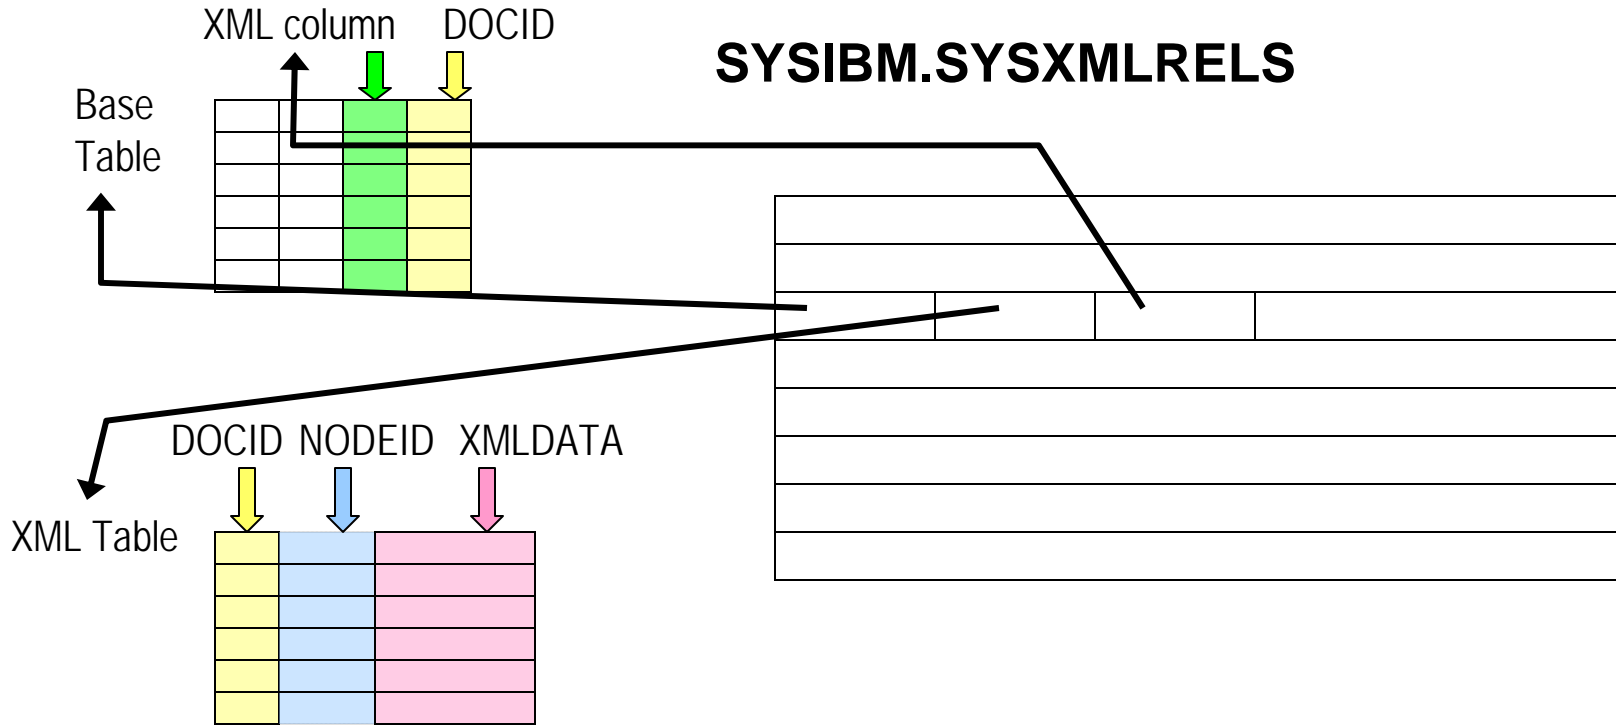 XML column DOCID
SYSIBM.SYSXMLRELS
Base
Table
DOCID NODEID XMLDATA
XML Table